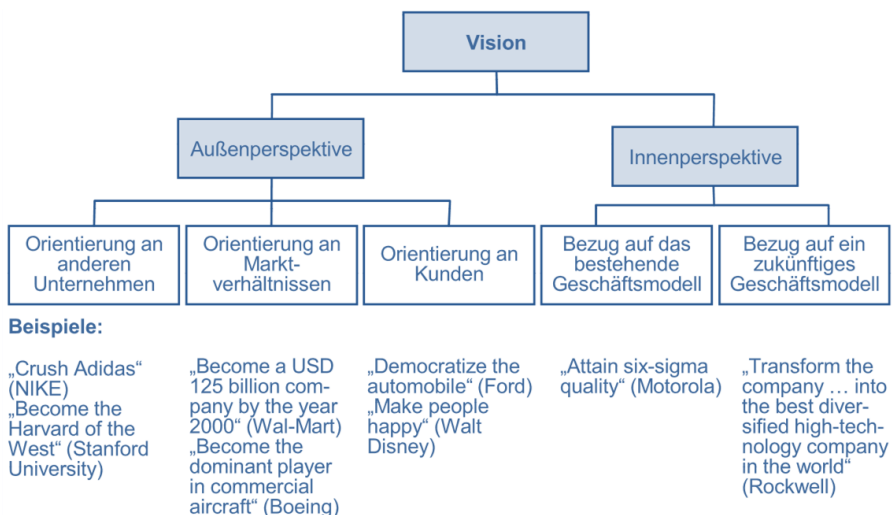 Vision
Außenperspektive
Innenperspektive
Orientierung an
anderen
Unternehmen
Orientierung an
Markt-
verhältnissen
Orientierung an
Kunden
Bezug auf das
bestehende
Geschäftsmodell
Bezug auf ein
zukünftiges
Geschäftsmodell
Beispiele:
„Crush Adidas“
(NIKE)
„Become the
Harvard of the
West“ (Stanford
University)
„Become a USD
125 billion com-
pany by the year
2000“ (Wal-Mart)
„Become the
dominant player
in commercial
aircraft“ (Boeing)
„Democratize the
automobile“ (Ford)
„Make people
happy“ (Walt
Disney)
„Attain six-sigma
quality“ (Motorola)
„Transform the
company … into
the best diver-
sified high-tech-
nology company
in the world“
(Rockwell)